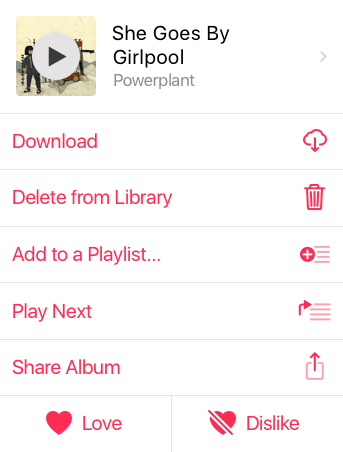 She Goes By
Girlpool
Powerplant
Download
Delete from Library
Add to a Playlist...
Play Next
Share Album
Love
Dislike